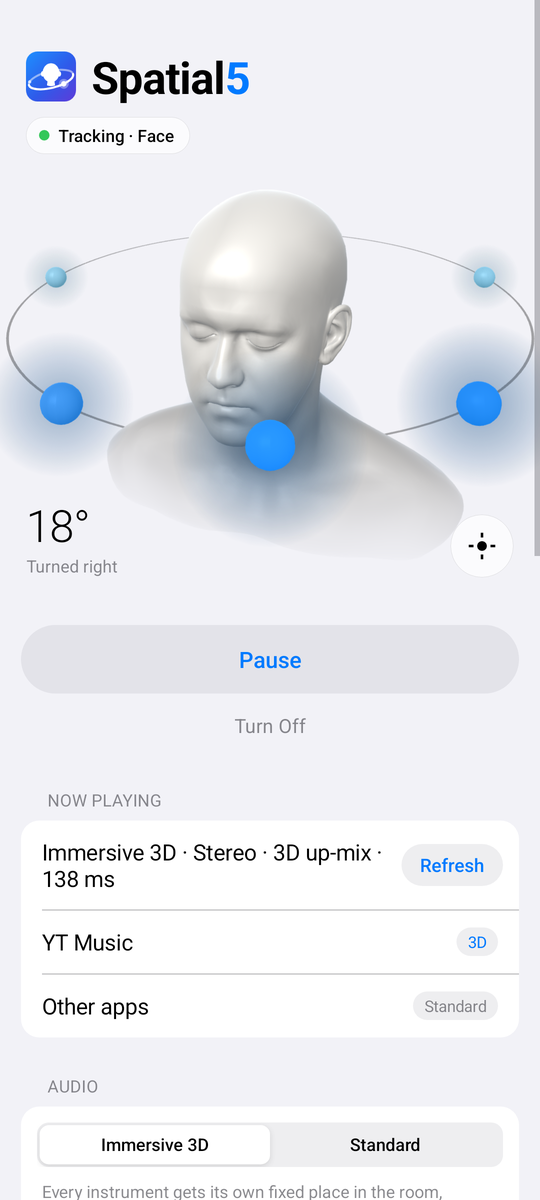 Spatial5
Tracking · Face
18°
Turned right
Pause
Turn Off
NOW PLAYING
Immersive 3D · Stereo · 3D up-mix ·
138 ms
Refresh
YT Music
3D
Other apps
Standard
AUDIO
Immersive 3D
Standard
Every instrument gets its own fixed place in the room,